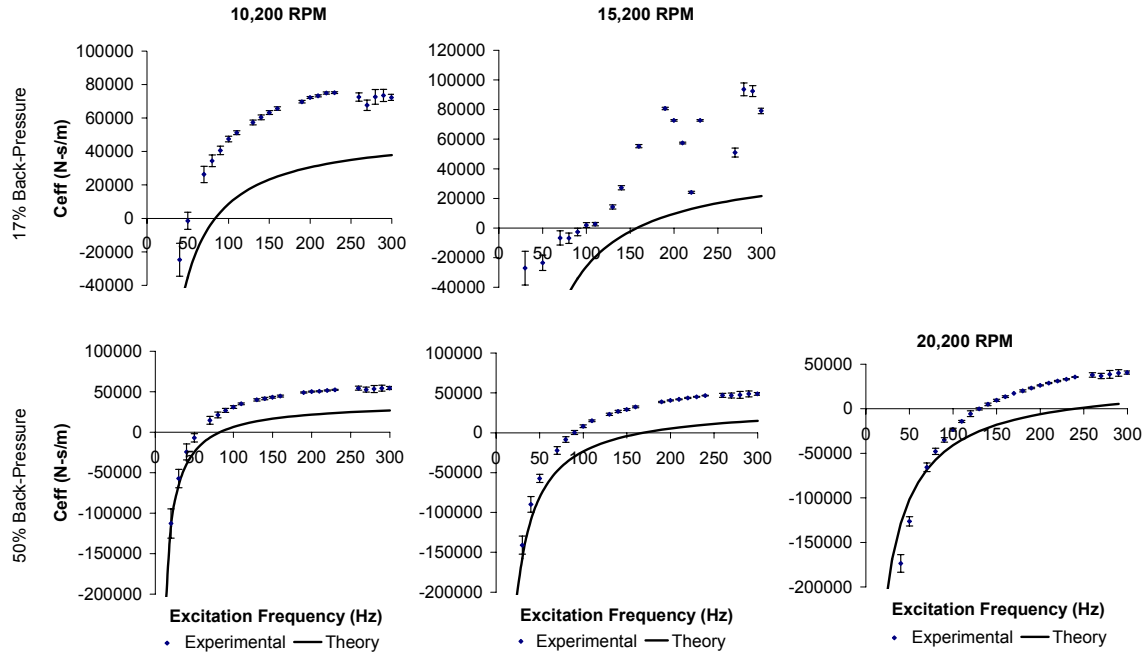 10,200 RPM
15,200 RPM
17% Back-Pressure
Ceff (N-s/m)
100000
80000
60000
40000
20000
0
-20000
-40000
0 50 100 150 200 250 300
120000
100000
80000
60000
40000
20000
0
-20000
-40000
0 50 100 150 200 250 300
20,200 RPM
50% Back-Pressure
Ceff (N-s/m)
100000
50000
0
-50000
-100000
-150000
-200000
0 50 100 150 200 250 300
Excitation Frequency (Hz)
Experimental Theory
100000
50000
0
-50000
-100000
-150000
-200000
0 50 100 150 200 250 300
Excitation Frequency (Hz)
Experimental Theory
50000
0
-50000
-100000
-150000
-200000
0 50 100 150 200 250 300
Excitation Frequency (Hz)
Experimental Theory